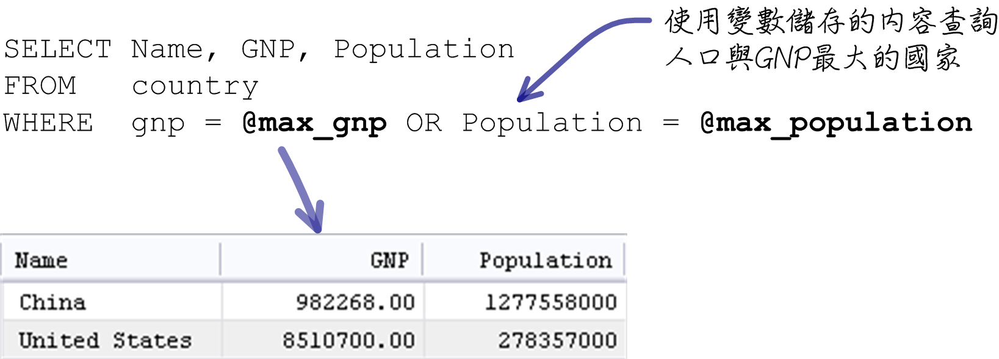 使用變數儲存的內容查詢
人口與GNP最大的國家
SELECT Name, GNP, Population
FROM country
WHERE gnp = @max_gnp OR Population = @max_population
Name GNP Population
China 982268.00 1277558000
United States 8510700.00 278357000